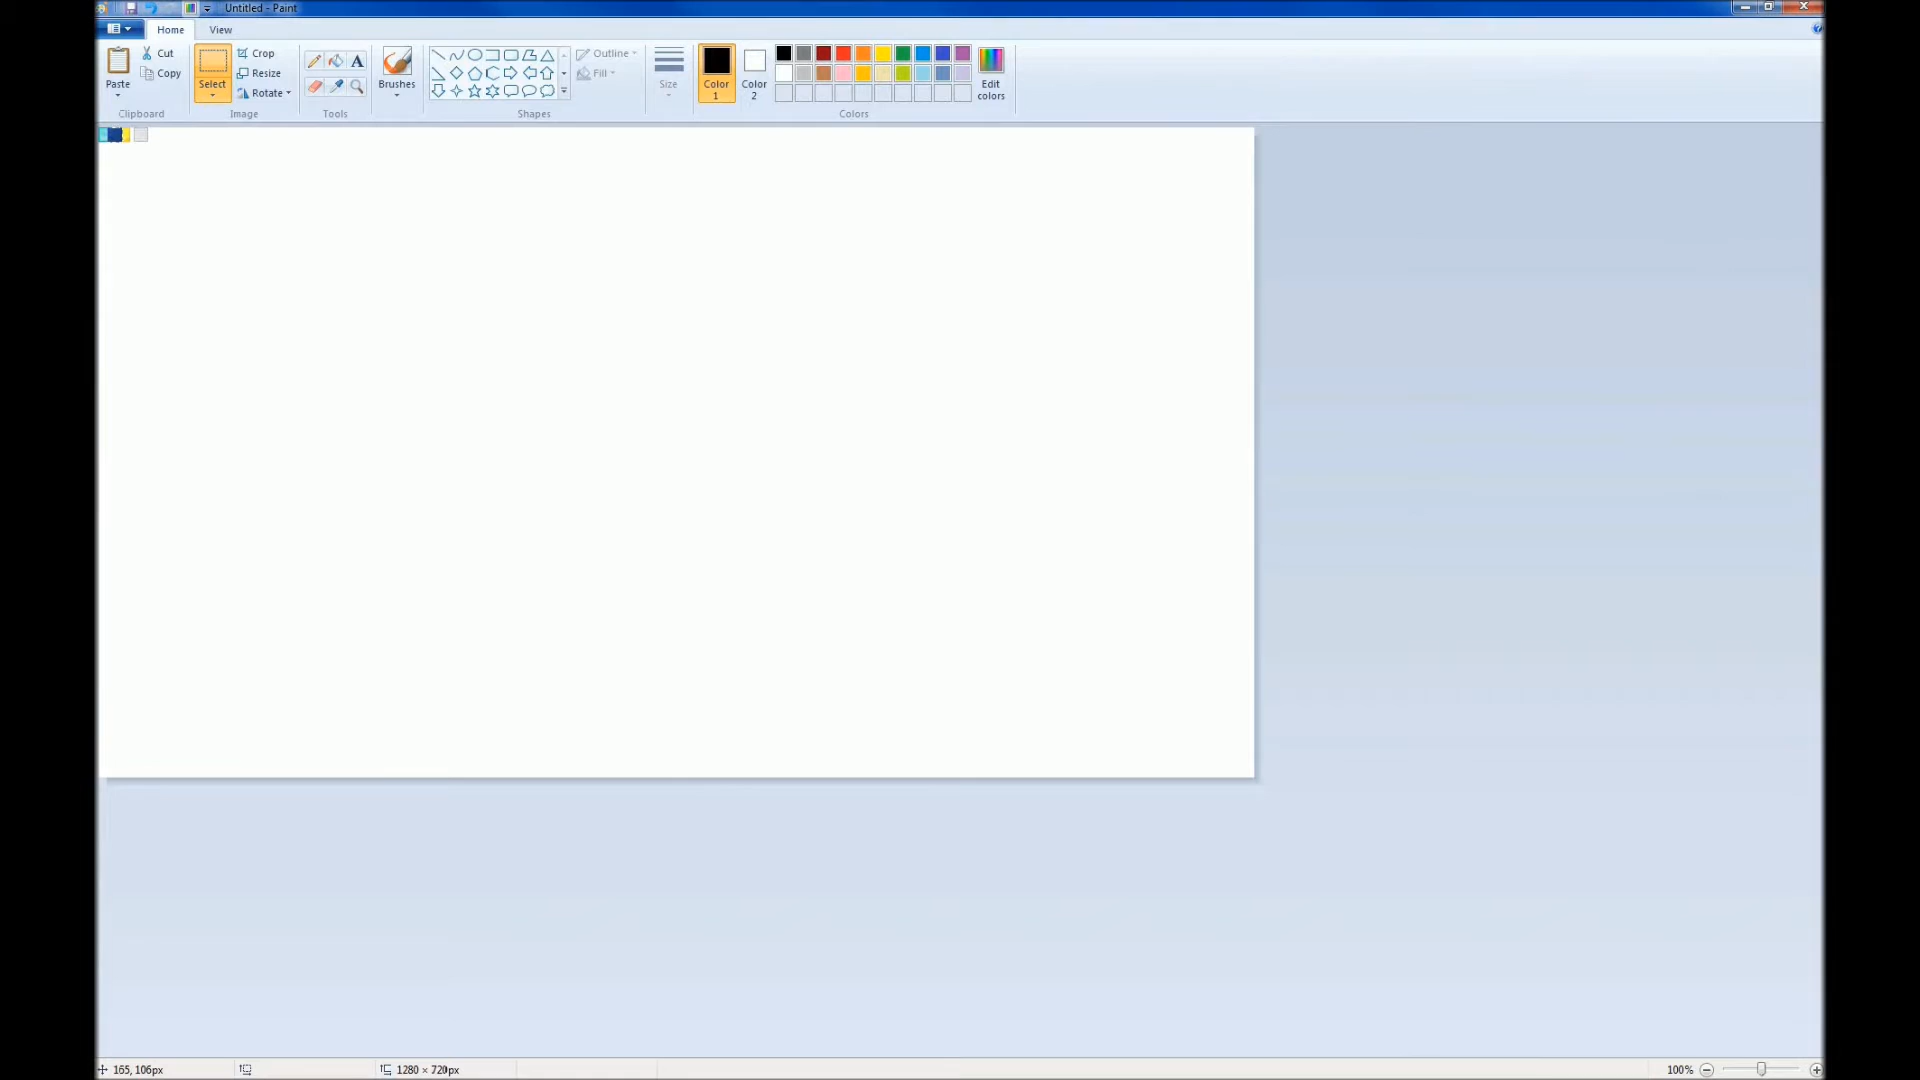 Untitled - Paint
Home View
Paste
Cut
Copy
Clipboard
Select
Crop
Resize
Rotate
Image
A
Tools
Brushes
Shapes
Outline
Fill
Size
Color 1
Color 2
Edit colors
Colors
165, 106px
1280 × 720px
100%